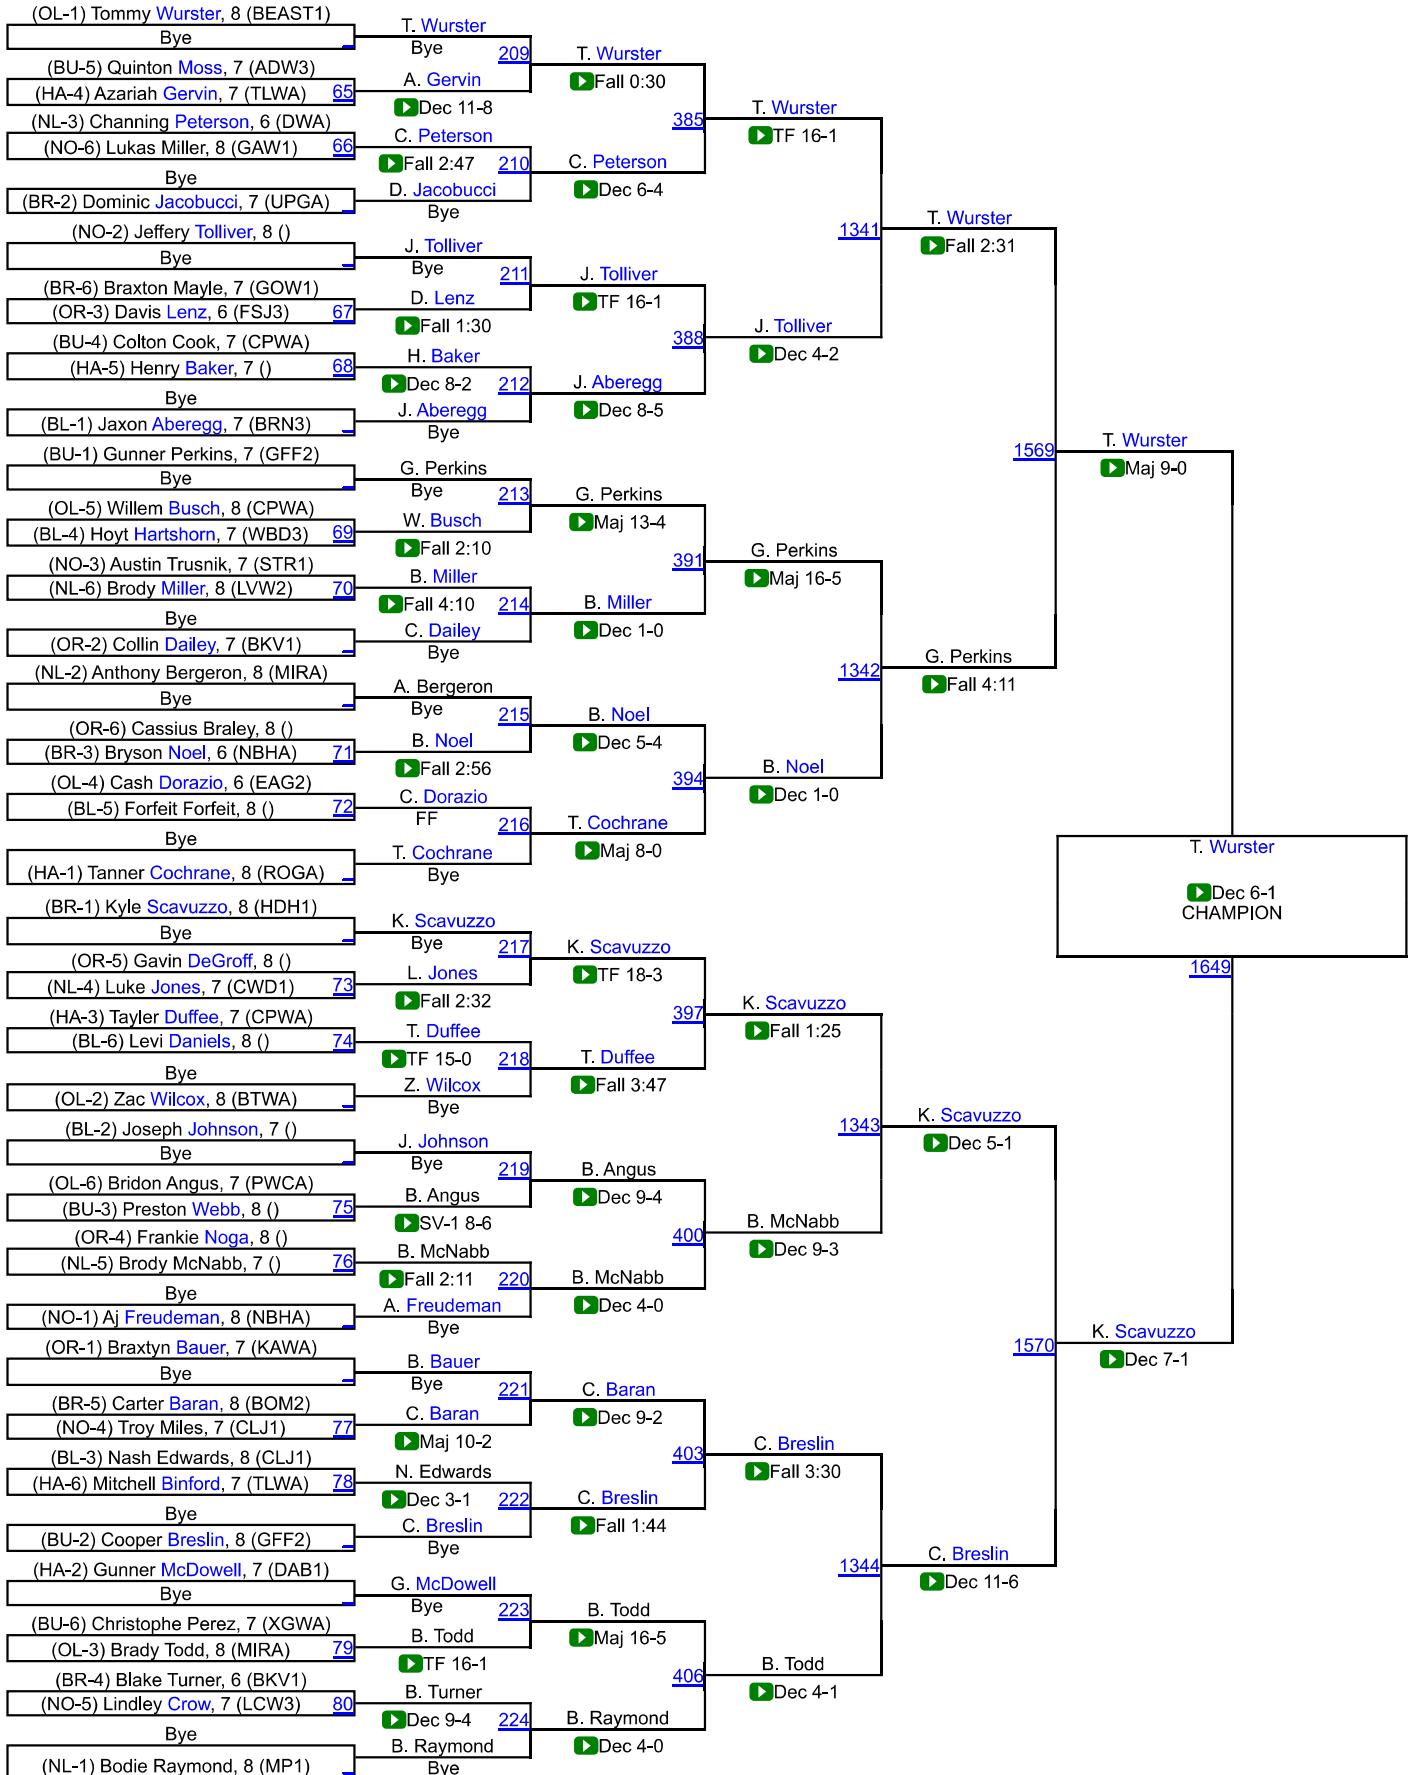 (OL-1) Tommy Wurster, 8 (BEAST1)
Bye
(BU-5) Quinton Moss, 7 (ADW3)
(HA-4) Azariah Gervin, 7 (TLWA) 65
(NL-3) Channing Peterson, 6 (DWA)
(NO-6) Lukas Miller, 8 (GAW1) 66
Bye
(BR-2) Dominic Jacobucci, 7 (UPGA)
(NO-2) Jeffery Tolliver, 8 ()
Bye
(BR-6) Braxton Mayle, 7 (GOW1)
(OR-3) Davis Lenz, 6 (FSJ3) 67
(BU-4) Colton Cook, 7 (CPWA)
(HA-5) Henry Baker, 7 () 68
Bye
(BL-1) Jaxon Aberegg, 7 (BRN3)
(BU-1) Gunner Perkins, 7 (GFF2)
Bye
(OL-5) Willem Busch, 8 (CPWA)
(BL-4) Hoyt Hartshorn, 7 (WBD3) 69
(NO-3) Austin Trusnik, 7 (STR1)
(NL-6) Brody Miller, 8 (LVW2) 70
Bye
(OR-2) Collin Dailey, 7 (BKV1)
(NL-2) Anthony Bergeron, 8 (MIRA)
Bye
(OR-6) Cassius Braley, 8 ()
(BR-3) Bryson Noel, 6 (NBHA) 71
(OL-4) Cash Dorazio, 6 (EAG2)
(BL-5) Forfeit Forfeit, 8 () 72
Bye
(HA-1) Tanner Cochrane, 8 (ROGA)
(BR-1) Kyle Scavuzzo, 8 (HDH1)
Bye
(OR-5) Gavin DeGroff, 8 ()
(NL-4) Luke Jones, 7 (CWD1) 73
(HA-3) Tayler Duffee, 7 (CPWA)
(BL-6) Levi Daniels, 8 () 74
Bye
(OL-2) Zac Wilcox, 8 (BTWA)
(BL-2) Joseph Johnson, 7 ()
Bye
(OL-6) Bridon Angus, 7 (PWCA)
(BU-3) Preston Webb, 8 () 75
(OR-4) Frankie Noga, 8 ()
(NL-5) Brody McNabb, 7 () 76
Bye
(NO-1) Aj Freudeman, 8 (NBHA)
(OR-1) Braxtyn Bauer, 7 (KAWA)
Bye
(BR-5) Carter Baran, 8 (BOM2)
(NO-4) Troy Miles, 7 (CLJ1) 77
(BL-3) Nash Edwards, 8 (CLJ1)
(HA-6) Mitchell Binford, 7 (TLWA) 78
Bye
(BU-2) Cooper Breslin, 8 (GFF2)
(HA-2) Gunner McDowell, 7 (DAB1)
Bye
(BU-6) Christophe Perez, 7 (XGWA)
(OL-3) Brady Todd, 8 (MIRA) 79
(BR-4) Blake Turner, 6 (BKV1)
(NO-5) Lindley Crow, 7 (LCW3) 80
Bye
(NL-1) Bodie Raymond, 8 (MP1)
T. Wurster
Bye
209
A. Gervin
Dec 11-8
C. Peterson
Fall 2:47
210
D. Jacobucci
Bye
J. Tolliver
Bye
211
D. Lenz
Fall 1:30
H. Baker
Dec 8-2
212
J. Aberegg
Bye
G. Perkins
Bye
213
W. Busch
Fall 2:10
B. Miller
Fall 4:10
214
C. Dailey
Bye
A. Bergeron
Bye
215
B. Noel
Fall 2:56
C. Dorazio
FF
216
T. Cochrane
Bye
K. Scavuzzo
Bye
217
L. Jones
Fall 2:32
T. Duffee
TF 15-0
218
Z. Wilcox
Bye
J. Johnson
Bye
219
B. Angus
SV-1 8-6
B. McNabb
Fall 2:11
220
A. Freudeman
Bye
B. Bauer
Bye
221
C. Baran
Maj 10-2
N. Edwards
Dec 3-1
222
C. Breslin
Bye
G. McDowell
Bye
223
B. Todd
TF 16-1
B. Turner
Dec 9-4
224
B. Raymond
Bye
T. Wurster
Fall 0:30
385
C. Peterson
Dec 6-4
J. Tolliver
TF 16-1
388
J. Aberegg
Dec 8-5
G. Perkins
Maj 13-4
391
B. Miller
Dec 1-0
B. Noel
Dec 5-4
394
T. Cochrane
Maj 8-0
K. Scavuzzo
TF 18-3
397
T. Duffee
Fall 3:47
B. Angus
Dec 9-4
400
B. McNabb
Dec 4-0
C. Baran
Dec 9-2
403
C. Breslin
Fall 1:44
B. Todd
Maj 16-5
406
B. Raymond
Dec 4-0
T. Wurster
TF 16-1
1341
J. Tolliver
Dec 4-2
G. Perkins
Maj 16-5
1342
B. Noel
Dec 1-0
K. Scavuzzo
Fall 1:25
1343
B. McNabb
Dec 9-3
C. Breslin
Fall 3:30
1344
B. Todd
Dec 4-1
T. Wurster
Fall 2:31
1569
G. Perkins
Fall 4:11
K. Scavuzzo
Dec 5-1
1570
C. Breslin
Dec 11-6
T. Wurster
Maj 9-0
K. Scavuzzo
Dec 7-1
T. Wurster
Dec 6-1
CHAMPION
1649